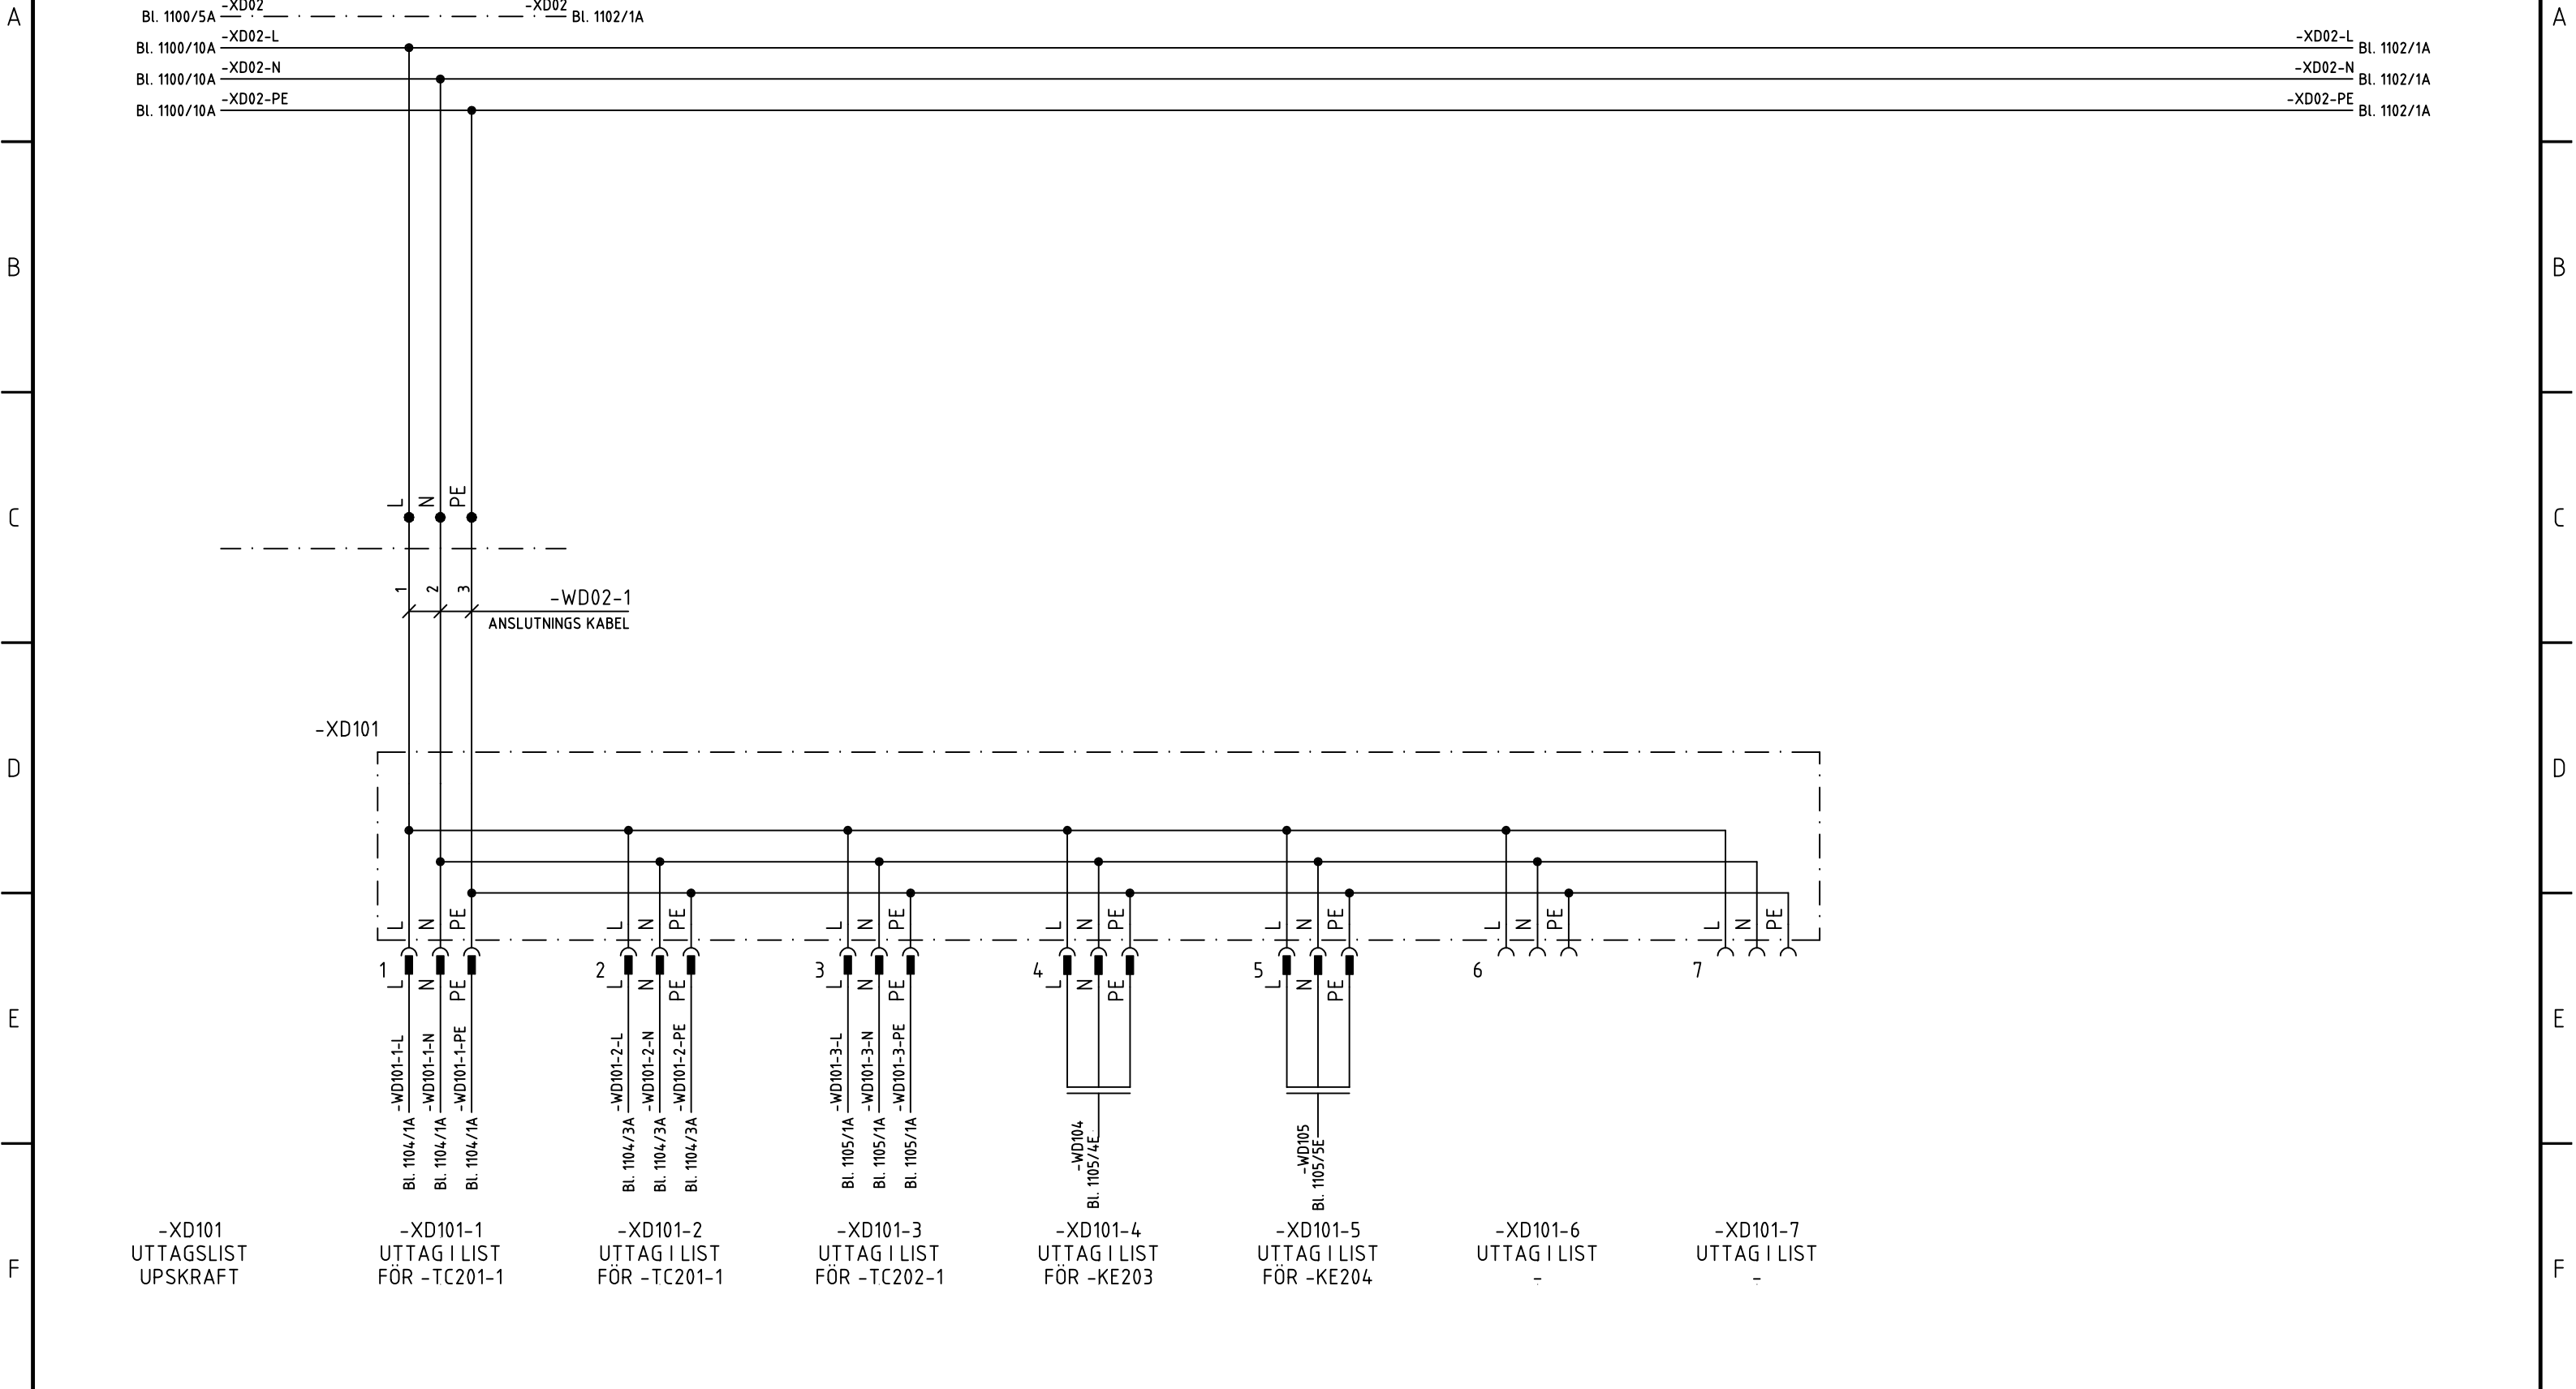 A
-XD02
-XD02
A
Bl. 1100/5A
Bl. 1102/1A
-XD02-L
-XD02-L
Bl. 1100/10A
Bl. 1102/1A
-XD02-N
-XD02-N
Bl. 1100/10A
Bl. 1102/1A
-XD02-PE
-XD02-PE
Bl. 1100/10A
Bl. 1102/1A
B
B
L N PE
C
C
1 2 3
-WD02-1
ANSLUTNINGS KABEL
-XD101
D
D
L N PE L N PE L N PE L N PE L N PE L N PE L N PE
1 2 3 4 5 6 7
L N PE L N PE L N PE L N PE L N PE
E
E
-WD101-1-L
-WD101-1-N
-WD101-1-PE
-WD101-2-L
-WD101-2-N
-WD101-2-PE
-WD101-3-L
-WD101-3-N
-WD101-3-PE
Bl. 1104/1A
Bl. 1104/1A
Bl. 1104/1A
Bl. 1104/3A
Bl. 1104/3A
Bl. 1104/3A
Bl. 1105/1A
Bl. 1105/1A
Bl. 1105/1A
-WD104
Bl. 1105/4E
-WD105
Bl. 1105/5E
F
F
-XD101
UTTAGSLIST
UPSKRAFT
-XD101-1
UTTAG I LIST
FÖR -TC201-1
-XD101-2
UTTAG I LIST
FÖR -TC201-1
-XD101-3
UTTAG I LIST
FÖR -TC202-1
-XD101-4
UTTAG I LIST
FÖR -KE203
-XD101-5
UTTAG I LIST
FÖR -KE204
-XD101-6
UTTAG I LIST
-
-XD101-7
UTTAG I LIST
-